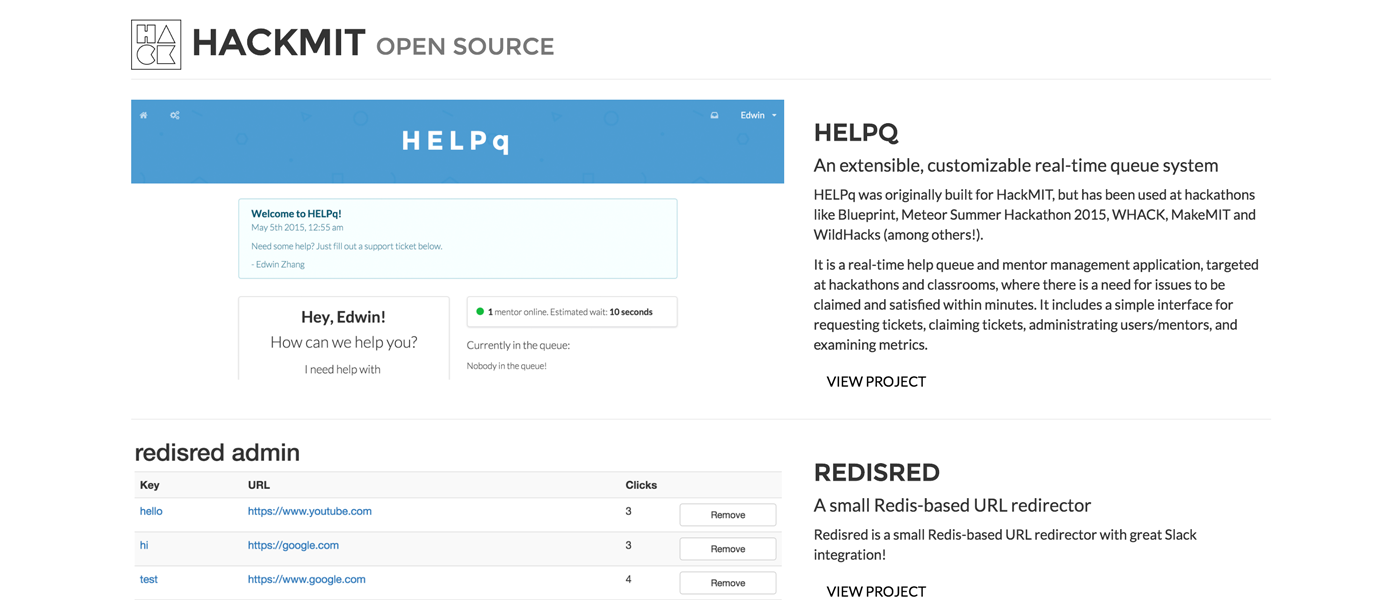 HACK
HACKMIT OPEN SOURCE
Edwin
HELPq
Welcome to HELPq!
May 5th 2015, 12:55 am
Need some help? Just fill out a support ticket below.
- Edwin Zhang
Hey, Edwin!
How can we help you?
I need help with
1 mentor online. Estimated wait: 10 seconds
Currently in the queue:
Nobody in the queue!
HELPQ
An extensible, customizable real-time queue system
HELPq was originally built for HackMIT, but has been used at hackathons
like Blueprint, Meteor Summer Hackathon 2015, WHACK, MakeMIT and
WildHacks (among others!).
It is a real-time help queue and mentor management application, targeted
at hackathons and classrooms, where there is a need for issues to be
claimed and satisfied within minutes. It includes a simple interface for
requesting tickets, claiming tickets, administrating users/mentors, and
examining metrics.
VIEW PROJECT
redisred admin
Key URL Clicks
hello https://www.youtube.com 3 Remove
hi https://google.com 3 Remove
test https://www.google.com 4 Remove
REDISRED
A small Redis-based URL redirector
Redisred is a small Redis-based URL redirector with great Slack
integration!
VIEW PROJECT